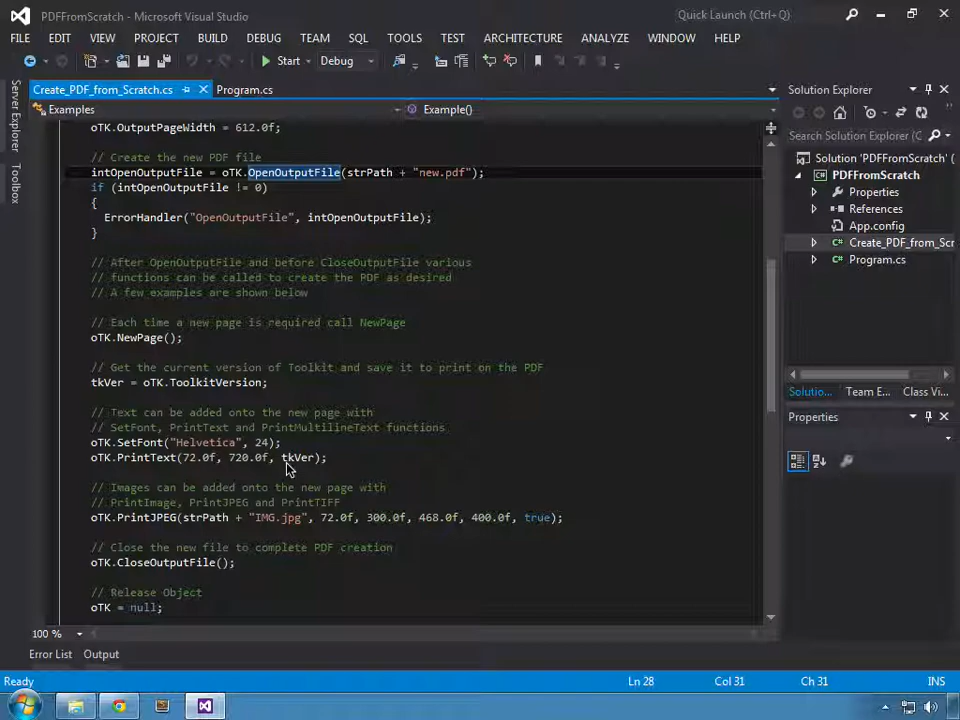 PDFFromScratch - Microsoft Visual Studio
Quick Launch (Ctrl+Q)
FILE EDIT VIEW PROJECT BUILD DEBUG TEAM SQL TOOLS TEST ARCHITECTURE ANALYZE WINDOW HELP
Start Debug
Server Explorer
Toolbox
Create_PDF_from_Scratch.cs Program.cs
Examples Example()
oTK.OutputPageWidth = 612.0f;
// Create the new PDF file
intOpenOutputFile = oTK.OpenOutputFile(strPath + "new.pdf");
if (intOpenOutputFile != 0)
{
ErrorHandler("OpenOutputFile", intOpenOutputFile);
}
// After OpenOutputFile and before CloseOutputFile various
// functions can be called to create the PDF as desired
// A few examples are shown below
// Each time a new page is required call NewPage
oTK.NewPage();
// Get the current version of Toolkit and save it to print on the PDF
tkVer = oTK.ToolkitVersion;
// Text can be added onto the new page with
// SetFont, PrintText and PrintMultilineText functions
oTK.SetFont("Helvetica", 24);
oTK.PrintText(72.0f, 720.0f, tkVer);
// Images can be added onto the new page with
// PrintImage, PrintJPEG and PrintTIFF
oTK.PrintJPEG(strPath + "IMG.jpg", 72.0f, 300.0f, 468.0f, 400.0f, true);
// Close the new file to complete PDF creation
oTK.CloseOutputFile();
// Release Object
oTK = null;
100 %
Error List Output
Solution Explorer
Search Solution Explorer
Solution 'PDFFromScratch'
PDFFromScratch
Properties
References
App.config
Create_PDF_from_Scr
Program.cs
Solutio... Team E... Class Vi...
Properties
Ready Ln 28 Col 31 Ch 31 INS